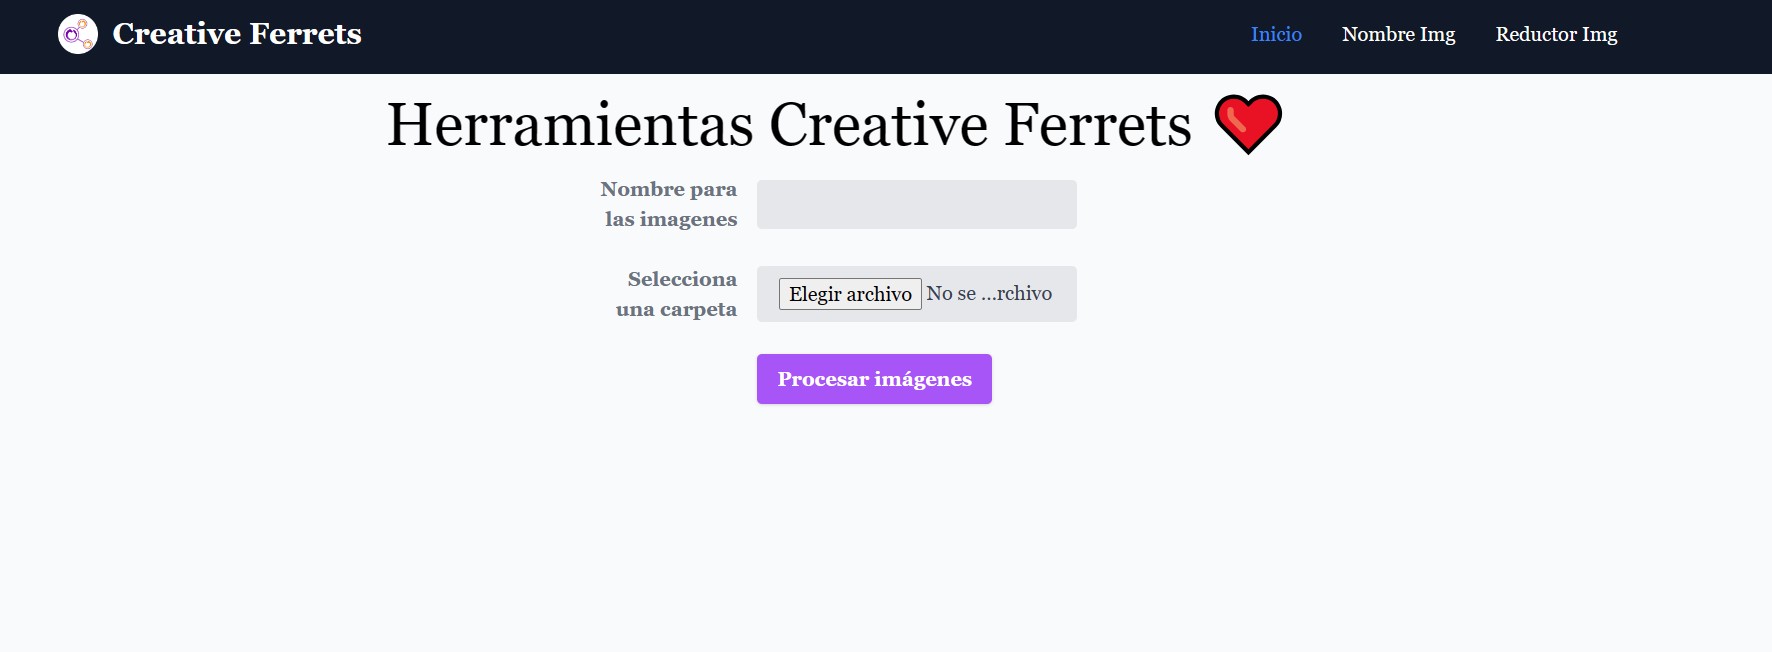 Creative Ferrets
Inicio
Nombre Img
Reductor Img
Herramientas Creative Ferrets ❤
Nombre para
las imagenes
Selecciona
una carpeta
Elegir archivo No se ...rchivo
Procesar imágenes